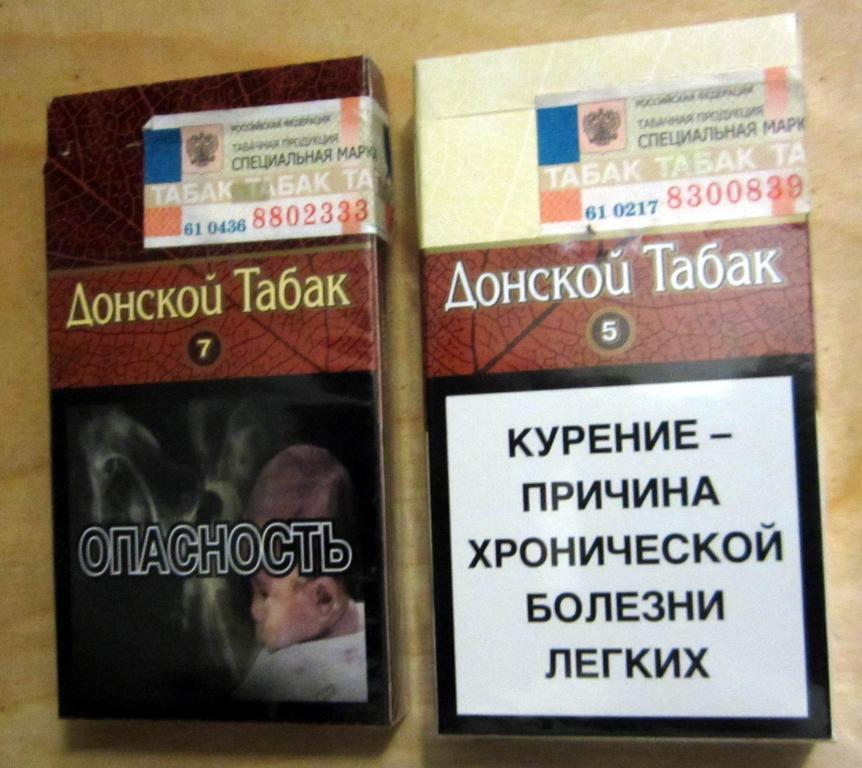 РОССИЙСКАЯ ФЕДЕРАЦИЯ
ТАБАЧНАЯ ПРОДУКЦИЯ
СПЕЦИАЛЬНАЯ МАРК
ТАБАК ТАБАК ТА
61 0436 8802333
Донской Табак
7
ОПАСНОСТЬ
РОССИЙСКАЯ ФЕДЕРАЦИЯ
ТАБАЧНАЯ ПРОДУКЦИЯ
СПЕЦИАЛЬНАЯ МАРК
ТАБАК ТАБАК ТА
61 0217 8300839
Донской Табак
5
КУРЕНИЕ –
ПРИЧИНА
ХРОНИЧЕСКОЙ
БОЛЕЗНИ
ЛЕГКИХ